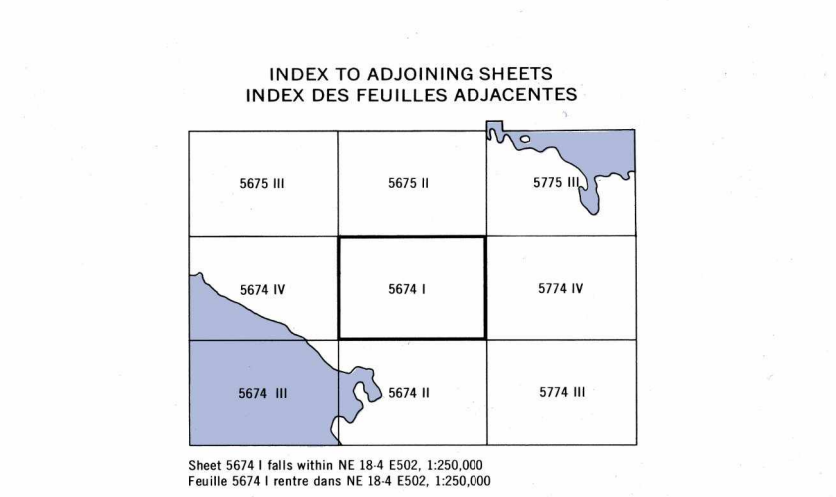 INDEX TO ADJOINING SHEETS
INDEX DES FEUILLES ADJACENTES
5675 III
5675 II
5775 III
5674 IV
5674 I
5774 IV
5674 III
5674 II
5774 III
Sheet 5674 I falls within NE 18-4 E502, 1:250,000
Feuille 5674 I rentre dans NE 18-4 E502, 1:250,000